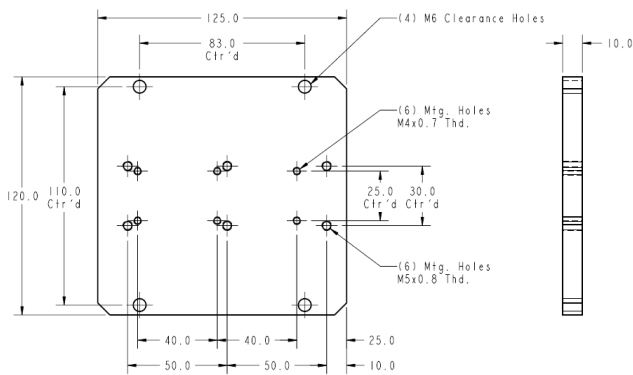 125.0
(4) M6 Clearance Holes
83.0
Ctr'd
10.0
(6) Mtg. Holes
M4x0.7 Thd.
120.0
110.0
Ctr'd
25.0
Ctr'd
30.0
Ctr'd
(6) Mtg. Holes
M5x0.8 Thd.
40.0
40.0
25.0
50.0
50.0
10.0